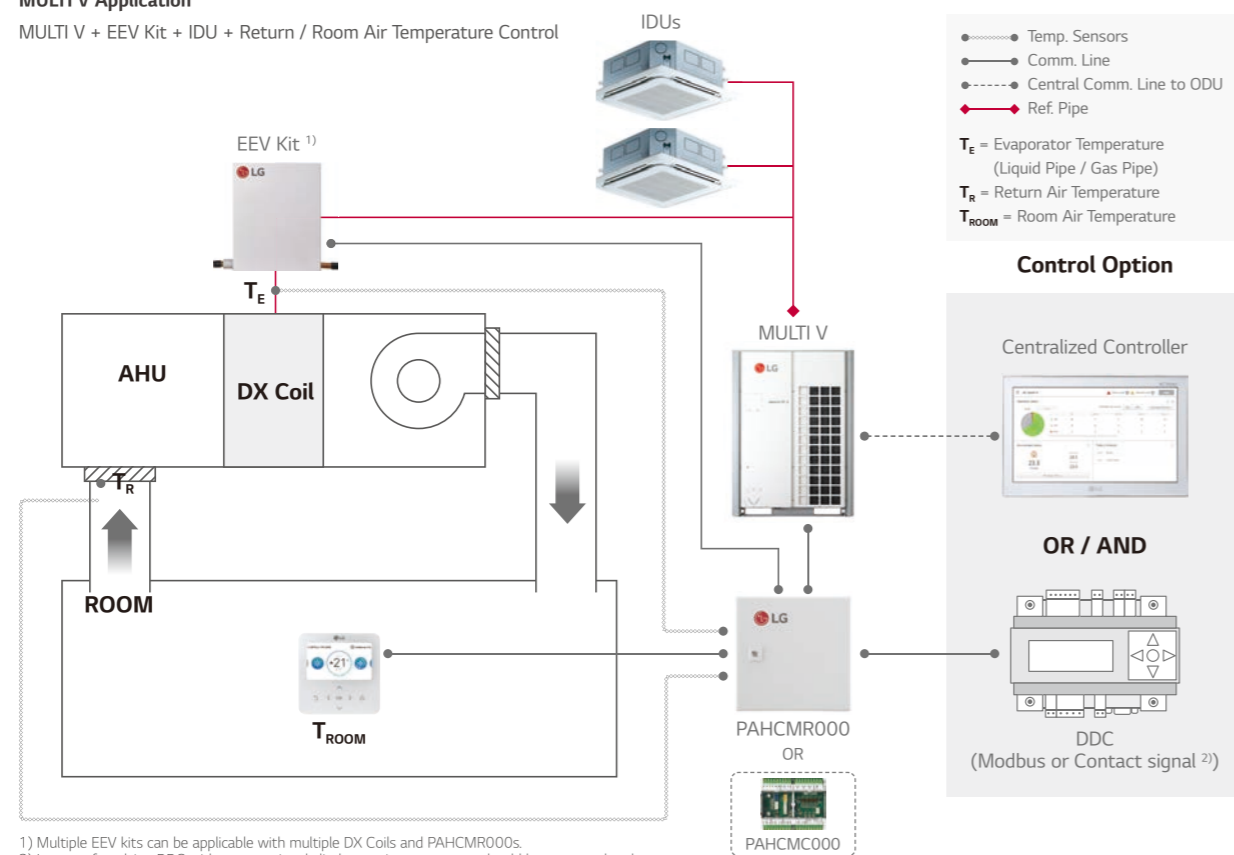 MULTI V Application
MULTI V + EEV Kit + IDU + Return / Room Air Temperature Control
IDUs
Temp. Sensors
Comm. Line
Central Comm. Line to ODU
Ref. Pipe
TE = Evaporator Temperature
(Liquid Pipe / Gas Pipe)
TR = Return Air Temperature
TROOM = Room Air Temperature
EEV Kit 1)
LG
TE
AHU
DX Coil
TR
ROOM
TROOM
+21°
MULTI V
LG
LG
PAHCMR000
OR
PAHCMC000
Control Option
Centralized Controller
LG
OR / AND
DDC
(Modbus or Contact signal 2))
1) Multiple EEV kits can be applicable with multiple DX Coils and PAHCMR000s.